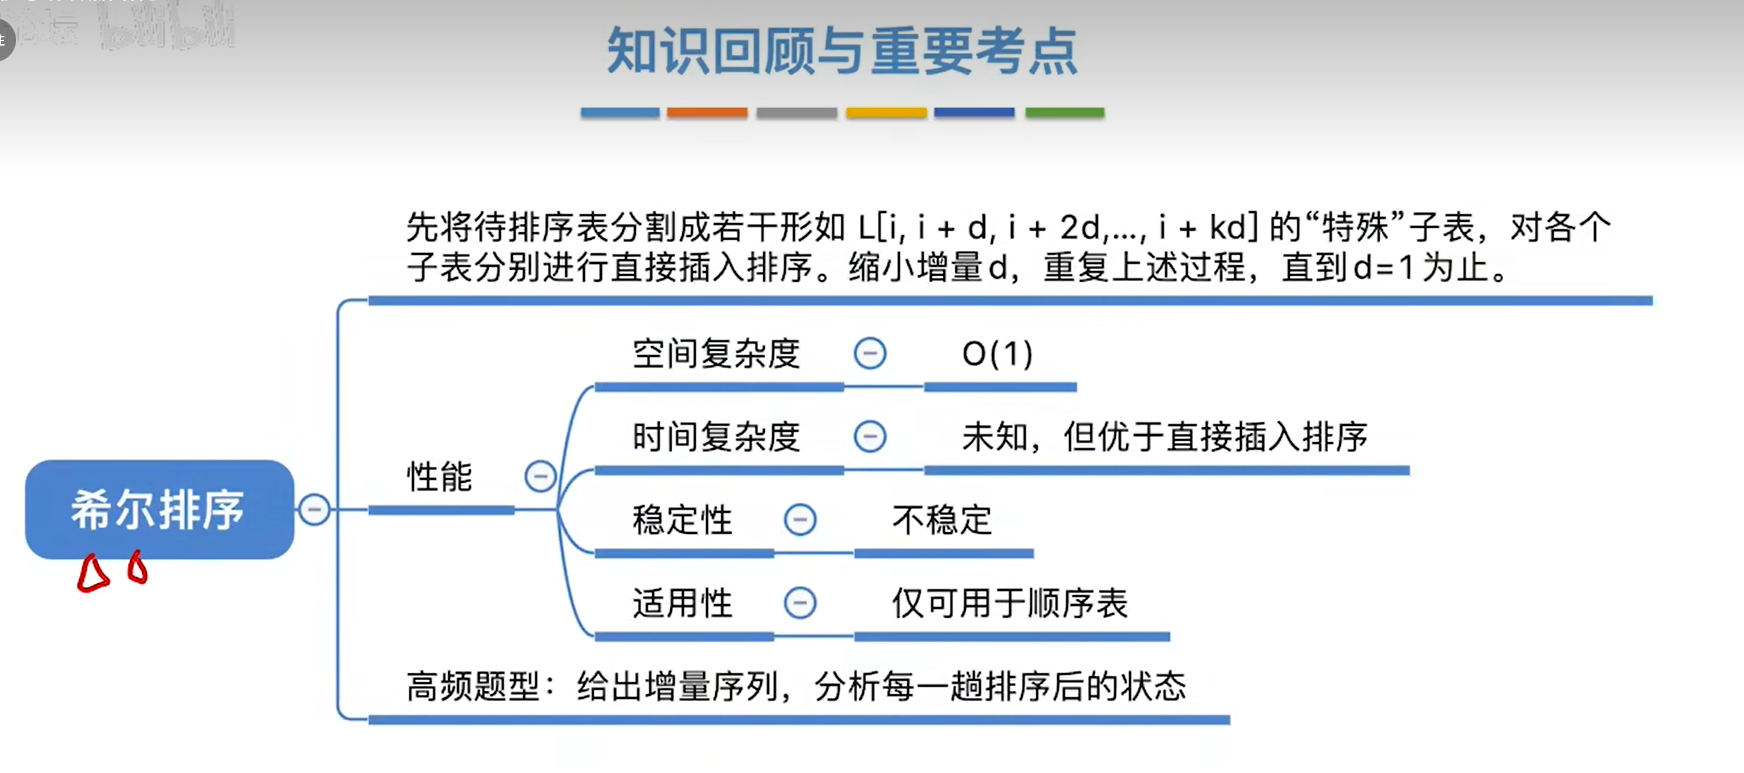 知识回顾与重要考点
先将待排序表分割成若干形如 L[i, i + d, i + 2d,..., i + kd] 的“特殊”子表，对各个
子表分别进行直接插入排序。缩小增量d，重复上述过程，直到d=1为止。
空间复杂度 O(1)
时间复杂度 未知，但优于直接插入排序
性能
希尔排序
稳定性 不稳定
适用性 仅可用于顺序表
高频题型：给出增量序列，分析每一趟排序后的状态